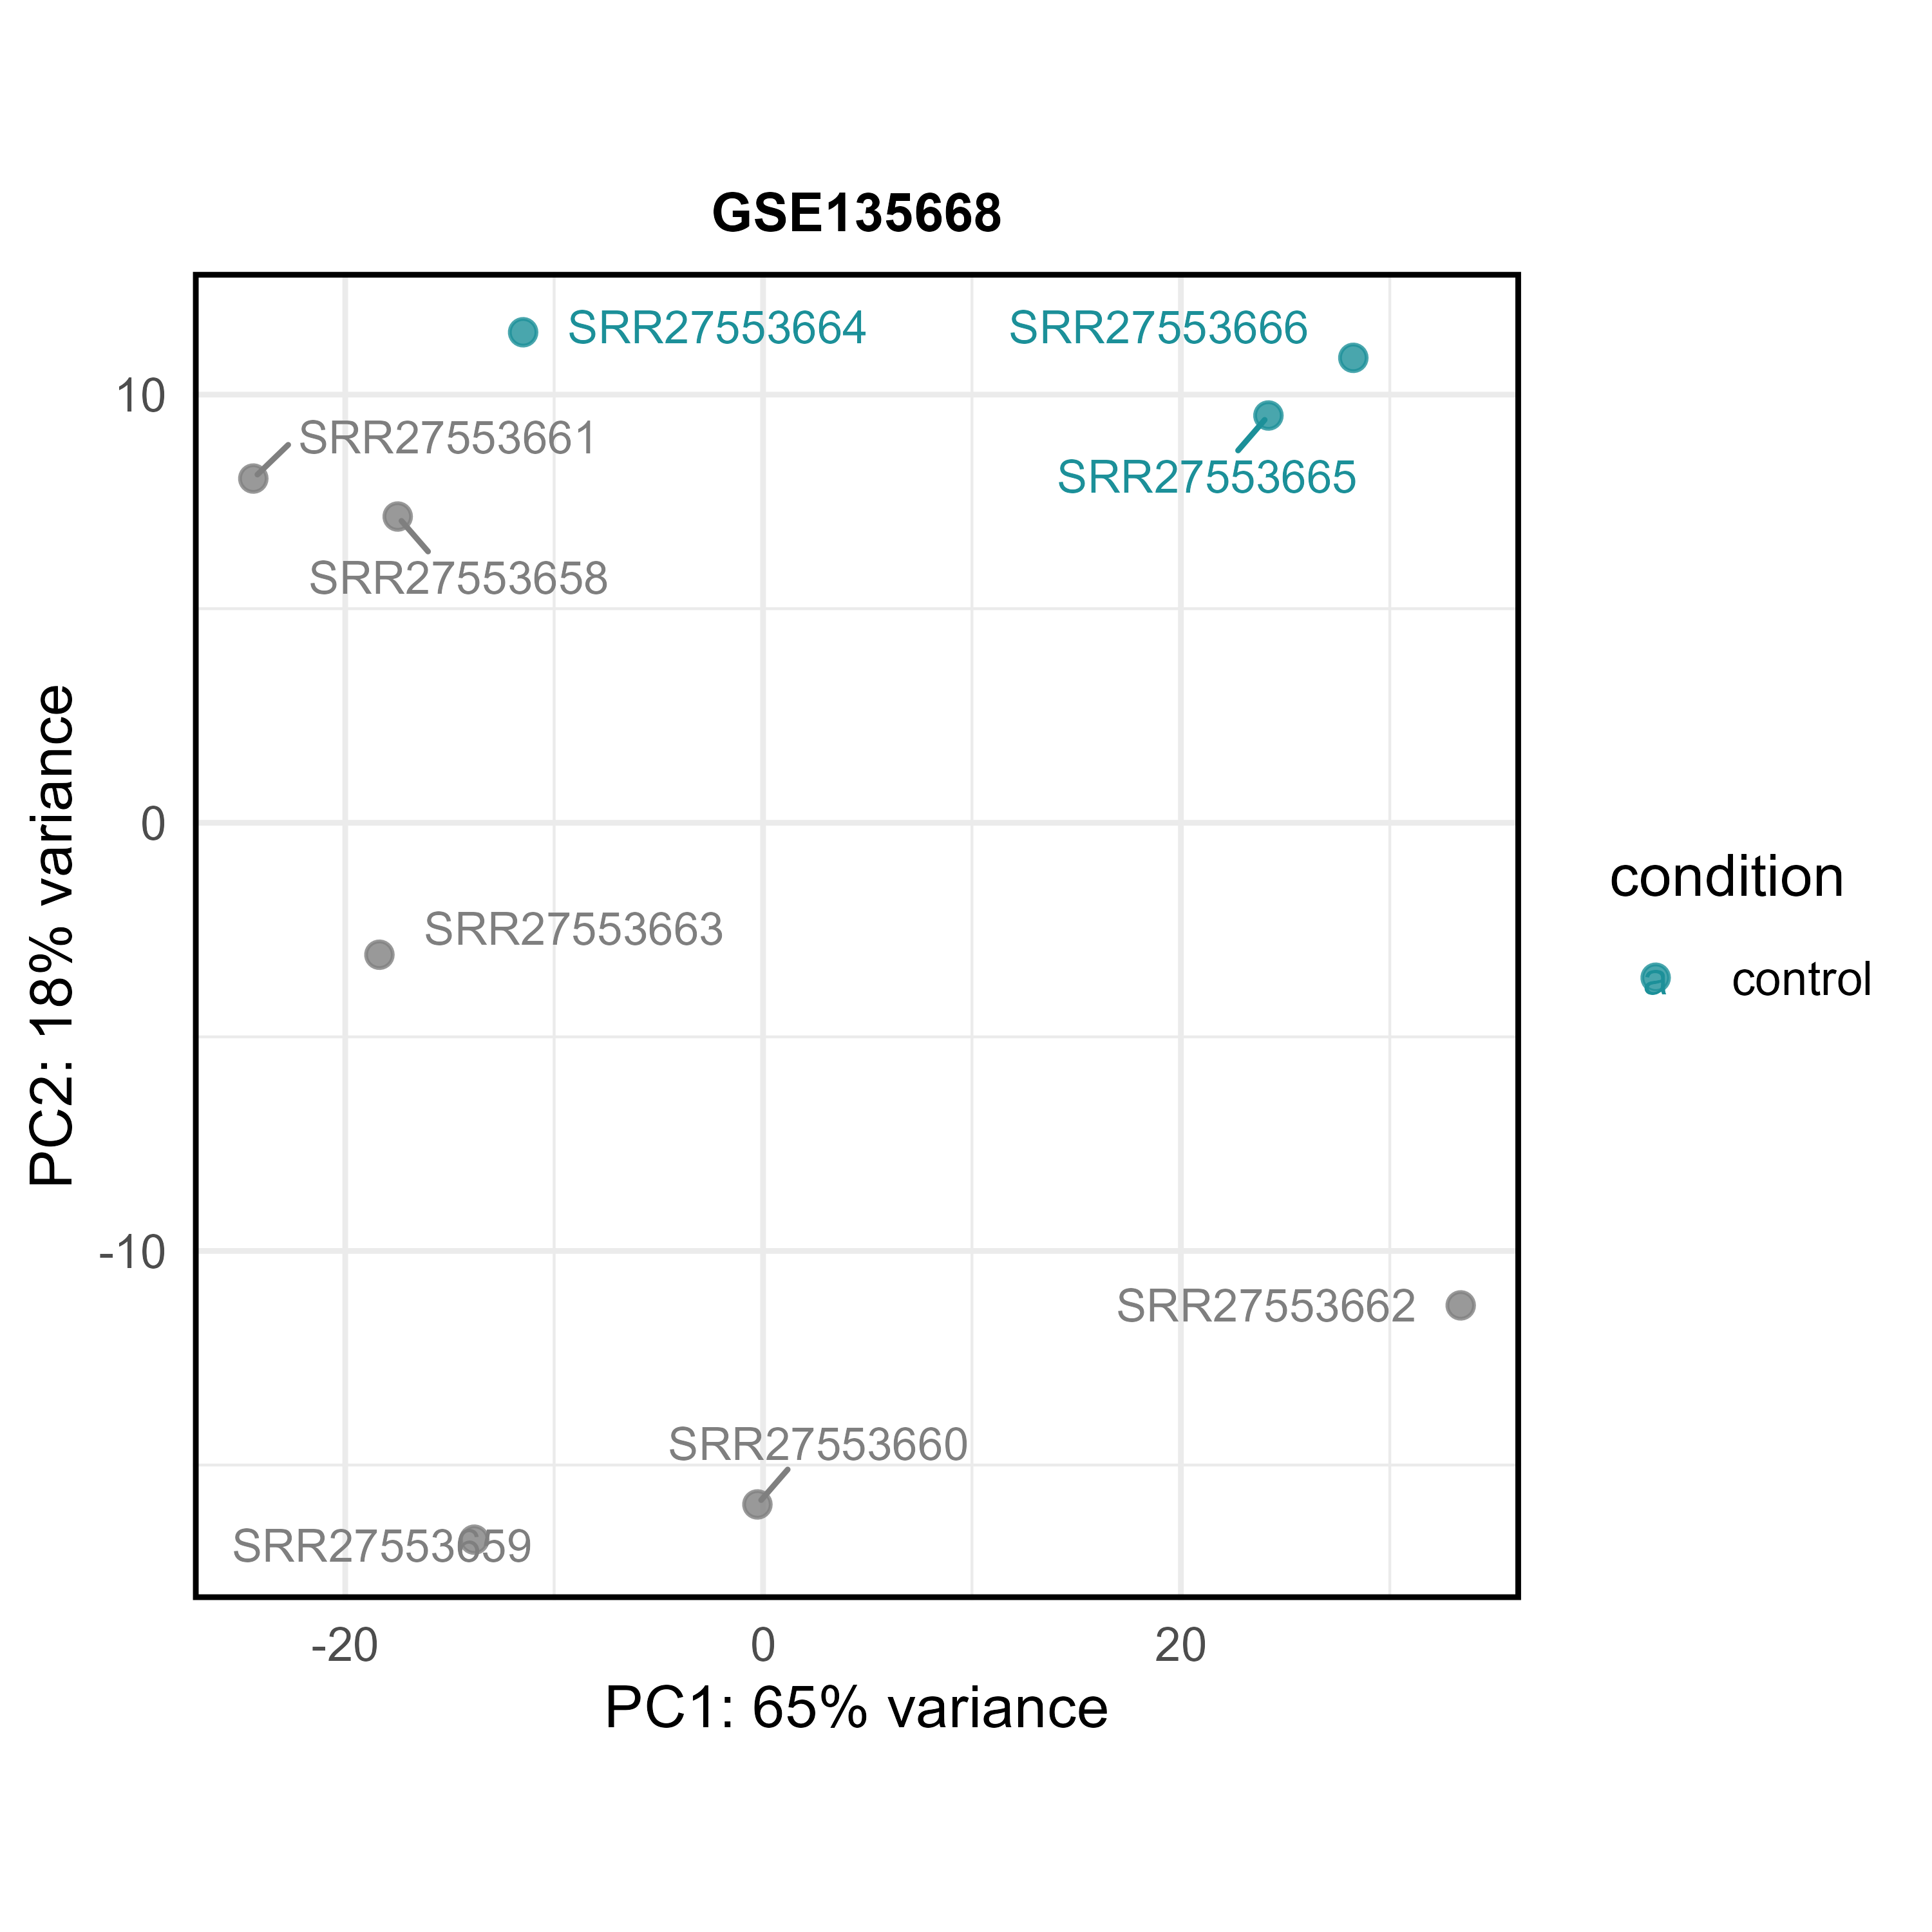 GSE135668
SRR27553664
SRR27553666
10
SRR27553661
SRR27553665
SRR27553658
0
SRR27553663
PC2: 18% variance
condition
a control
-10
SRR27553662
SRR27553660
SRR27553659
-20 0 20
PC1: 65% variance